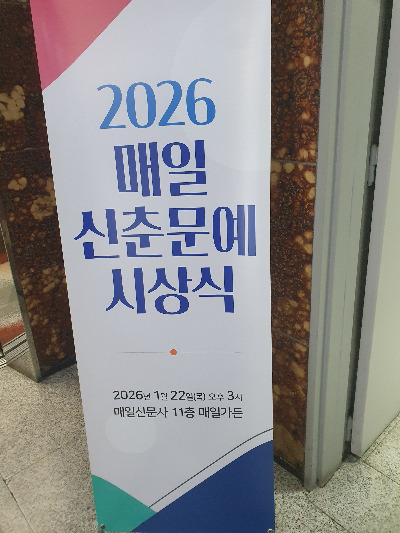 2026
매일
신춘문예
시상식
2026년 1월 22일(목) 오후 3시
매일신문사 11층 매일가든